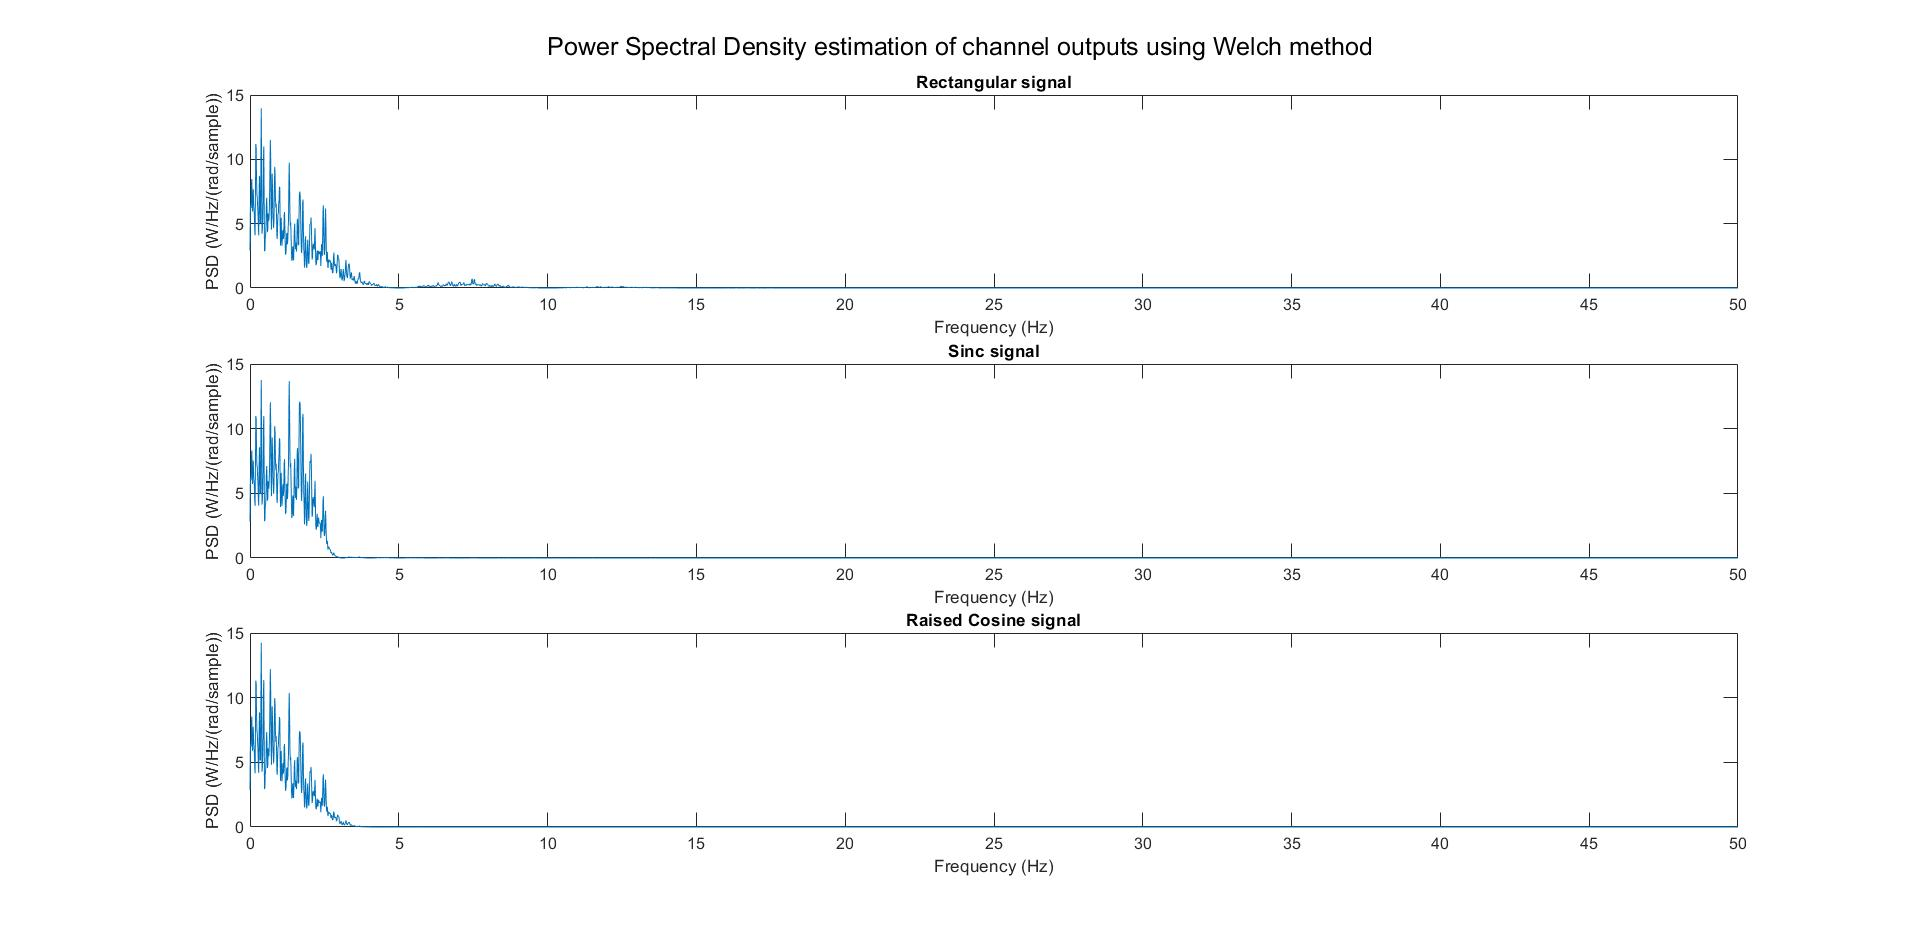 Power Spectral Density estimation of channel outputs using Welch method
Rectangular signal
PSD (W/Hz/(rad/sample))
15
10
5
0
0 5 10 15 20 25 30 35 40 45 50
Frequency (Hz)
Sinc signal
PSD (W/Hz/(rad/sample))
15
10
5
0
0 5 10 15 20 25 30 35 40 45 50
Frequency (Hz)
Raised Cosine signal
PSD (W/Hz/(rad/sample))
15
10
5
0
0 5 10 15 20 25 30 35 40 45 50
Frequency (Hz)